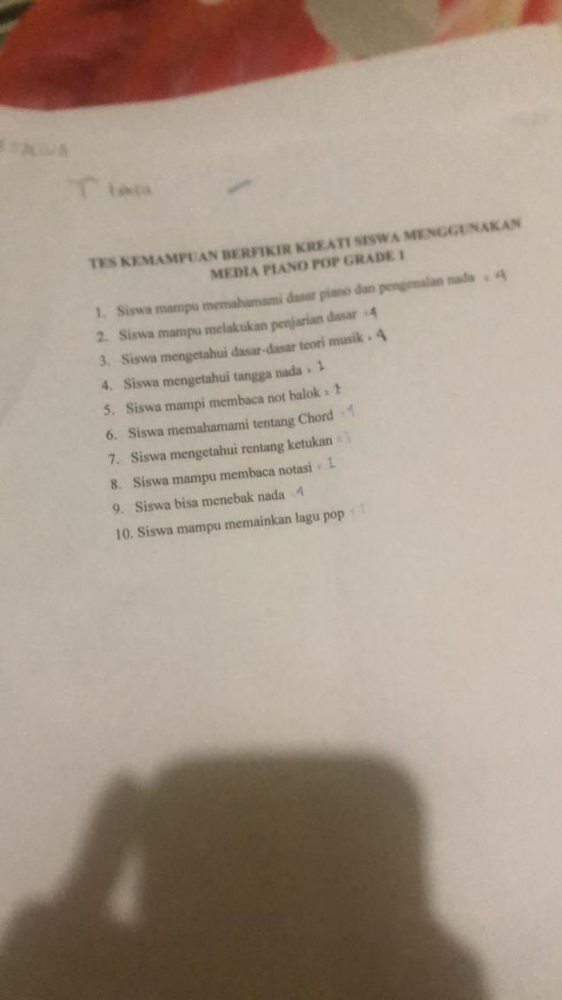 TES KEMAMPUAN BERFIKIR KREATI SISWA MENGGUNAKAN
MEDIA PIANO POP GRADE 1
1. Siswa mampu memahamami dasar piano dan pengenalan nada : 4
2. Siswa mampu melakukan penjarian dasar : 4
3. Siswa mengetahui dasar-dasar teori musik : 4
4. Siswa mengetahui tangga nada : 1
5. Siswa mampi membaca not balok : 1
6. Siswa memahamami tentang Chord : 4
7. Siswa mengetahui rentang ketukan : 1
8. Siswa mampu membaca notasi : 1
9. Siswa bisa menebak nada : 4
10. Siswa mampu memainkan lagu pop : 1